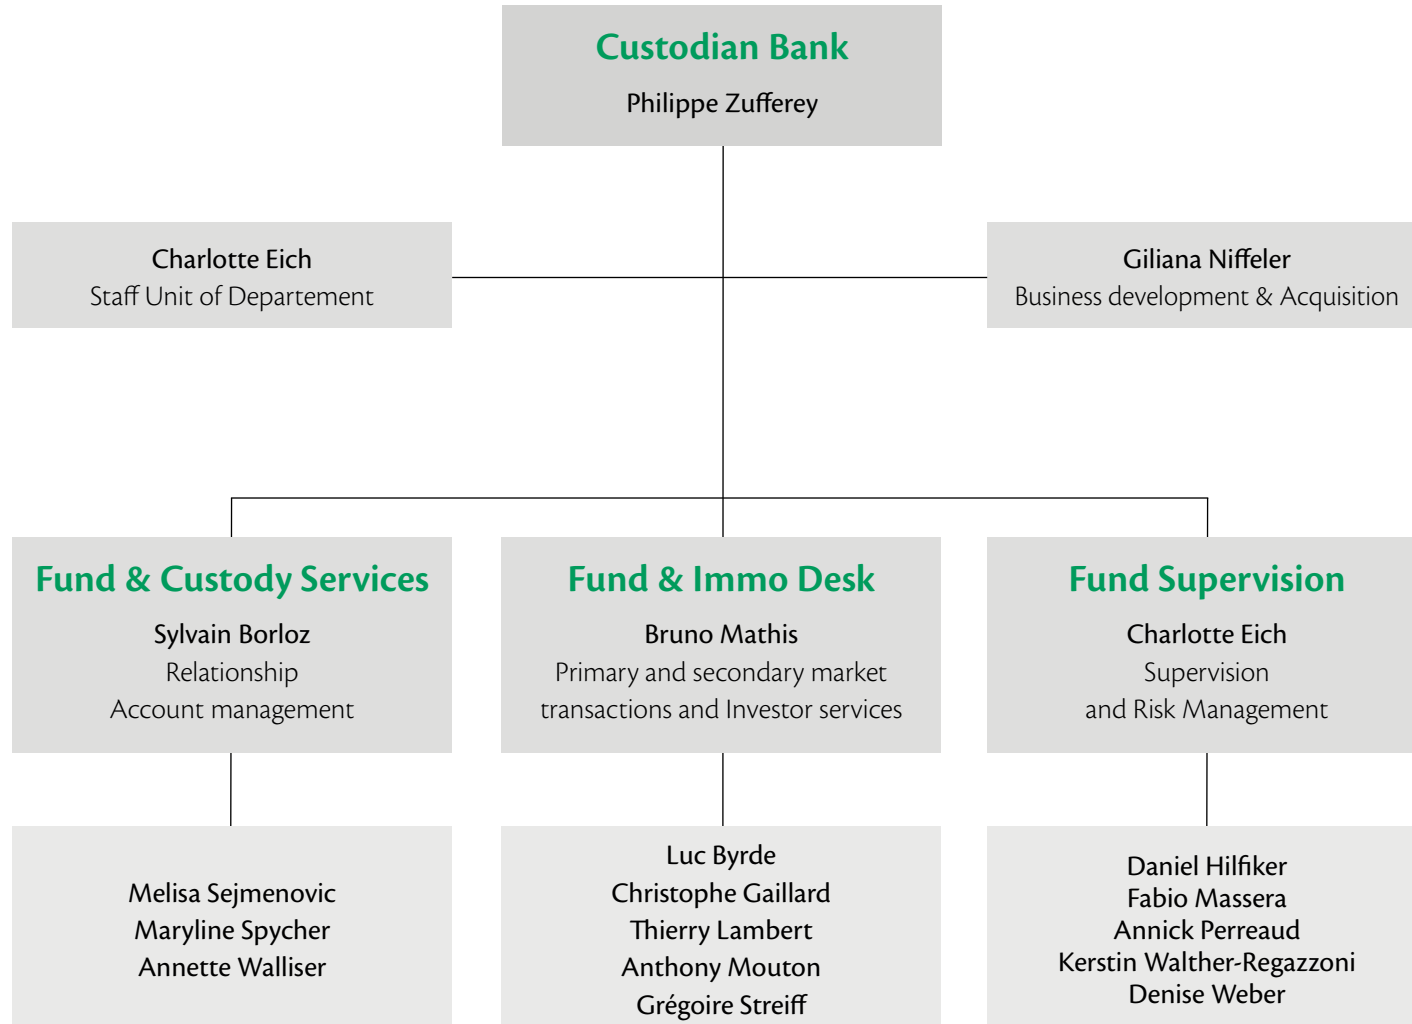 Custodian Bank
Philippe Zufferey
Charlotte Eich
Staff Unit of Departement
Giliana Niffeler
Business development & Acquisition
Fund & Custody Services
Sylvain Borloz
Relationship
Account management
Fund & Immo Desk
Bruno Mathis
Primary and secondary market
transactions and Investor services
Fund Supervision
Charlotte Eich
Supervision
and Risk Management
Melisa Sejmenovic
Maryline Spycher
Annette Walliser
Luc Byrde
Christophe Gaillard
Thierry Lambert
Anthony Mouton
Grégoire Streiff
Daniel Hilfiker
Fabio Massera
Annick Perreaud
Kerstin Walther-Regazzoni
Denise Weber